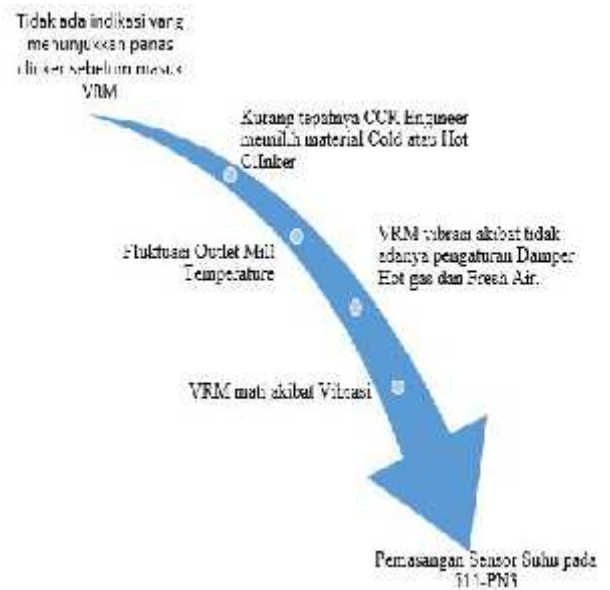 Tidak ada indikasi yang
menunjukkan panas
clinker sebelum masuk
VRM
Kurang tepatnya CCR Engineer
memilih material Cold atau Hot
Clinker
Fluktuasi Outlet Mill
Temperature
VRM vibrasi akibat tidak
adanya pengaturan Damper
Hot gas dan Fresh Air.
VRM mati akibat Vibrasi
Pemasangan Sensor Suhu pada